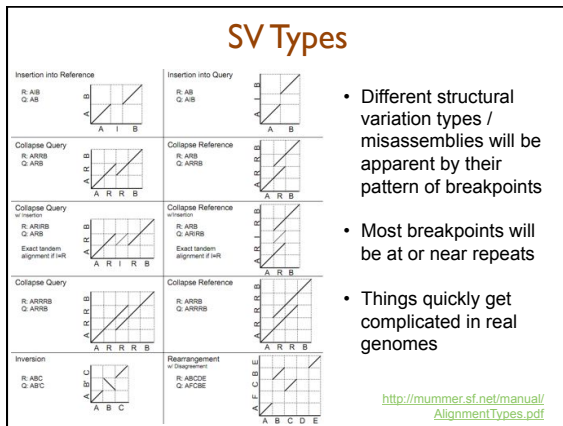 SV Types
Insertion into Reference
R: AIB
Q: AB
B
A
A I B
Insertion into Query
R: AB
Q: AIB
B
I
A
A B
Collapse Query
R: ARRB
Q: ARB
B
R
A
A R R B
Collapse Reference
R: ARB
Q: ARRB
B
R
R
A
A R B
Collapse Query
w/ Insertion
R: ARIRB
Q: ARB
Exact tandem
alignment if I=R
B
R
A
A R I R B
Collapse Reference
w/Insertion
R: ARB
Q: ARIRB
Exact tandem
alignment if I=R
B
R
I
R
A
A R B
Collapse Query
R: ARRRB
Q: ARRB
B
R
R
A
A R R R B
Collapse Reference
R: ARRB
Q: ARRRB
B
R
R
R
A
A R R B
Inversion
R: ABC
Q: AB'C
C
B'
A
A B C
Rearrangement
w/ Disagreement
R: ABCDE
Q: AFCBE
E
B
C
F
A
A B C D E
• Different structural
variation types /
misassemblies will be
apparent by their
pattern of breakpoints
• Most breakpoints will
be at or near repeats
• Things quickly get
complicated in real
genomes
http://mummer.sf.net/manual/
AlignmentTypes.pdf